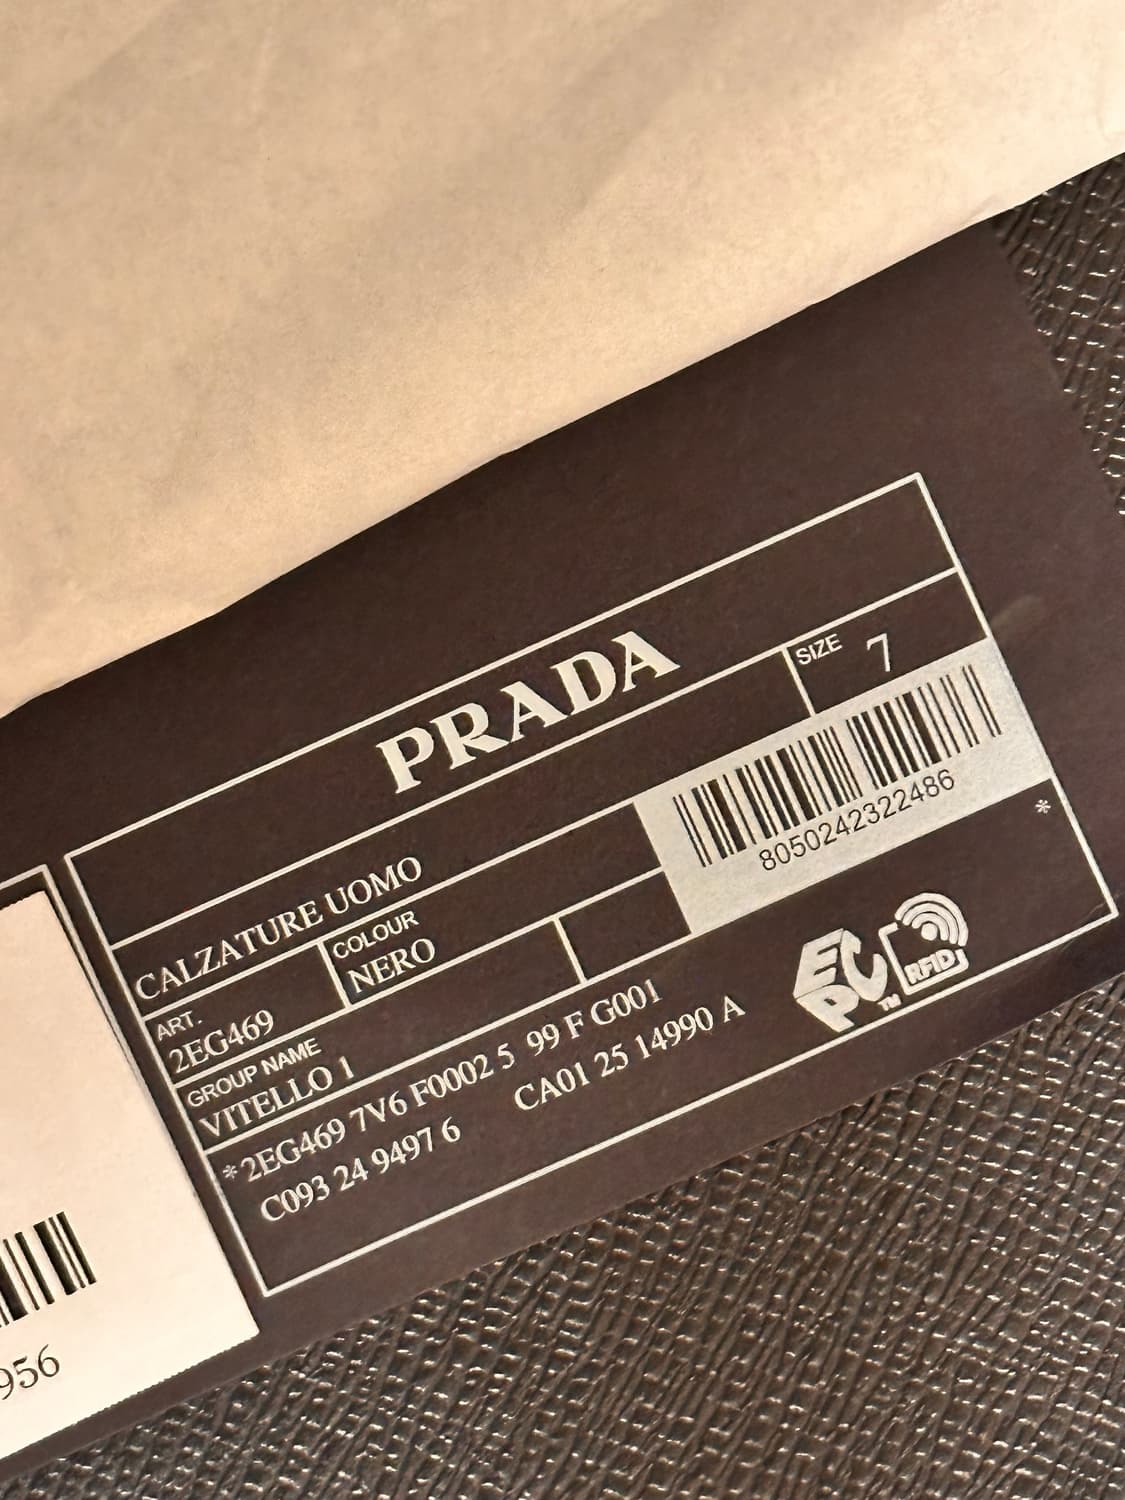 PRADA
CALZATURE UOMO
SIZE 7
ART.
2EG469
COLOUR
NERO
8050242322486
GROUP NAME
VITELLO 1
*
* 2EG469 7V6 F0002 5 99 F G001
C093 24 9497 6 CA01 25 14990 A
EPC™
RFID
956